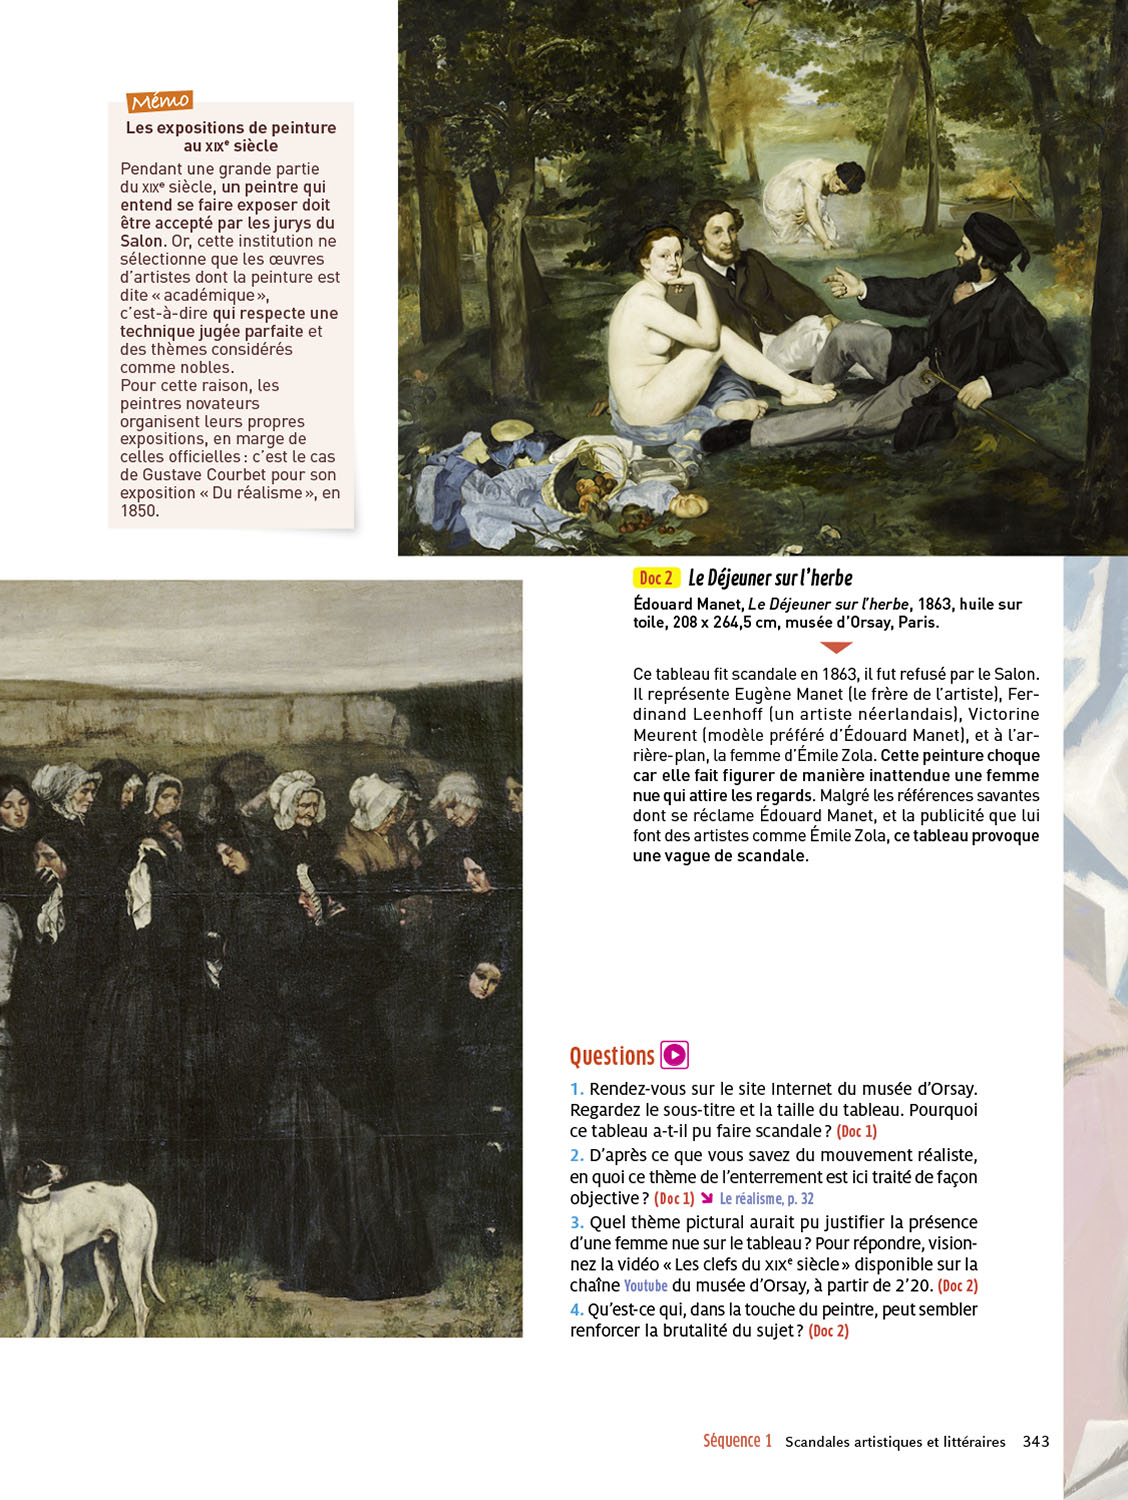 Mémo
Les expositions de peinture
au XIXe siècle
Pendant une grande partie
du XIXe siècle, un peintre qui
entend se faire exposer doit
être accepté par les jurys du
Salon. Or, cette institution ne
sélectionne que les œuvres
d'artistes dont la peinture est
dite « académique »,
c'est-à-dire qui respecte une
technique jugée parfaite et
des thèmes considérés
comme nobles.
Pour cette raison, les
peintres novateurs
organisent leurs propres
expositions, en marge de
celles officielles : c'est le cas
de Gustave Courbet pour son
exposition « Du réalisme », en
1850.
Doc 2 Le Déjeuner sur l'herbe
Édouard Manet, Le Déjeuner sur l'herbe, 1863, huile sur
toile, 208 x 264,5 cm, musée d'Orsay, Paris.
Ce tableau fit scandale en 1863, il fut refusé par le Salon.
Il représente Eugène Manet (le frère de l'artiste), Fer-
dinand Leenhoff (un artiste néerlandais), Victorine
Meurent (modèle préféré d'Édouard Manet), et à l'ar-
rière-plan, la femme d'Émile Zola. Cette peinture choque
car elle fait figurer de manière inattendue une femme
nue qui attire les regards. Malgré les références savantes
dont se réclame Édouard Manet, et la publicité que lui
font des artistes comme Émile Zola, ce tableau provoque
une vague de scandale.
Questions
1. Rendez-vous sur le site Internet du musée d'Orsay.
Regardez le sous-titre et la taille du tableau. Pourquoi
ce tableau a-t-il pu faire scandale ? (Doc 1)
2. D'après ce que vous savez du mouvement réaliste,
en quoi ce thème de l'enterrement est ici traité de façon
objective ? (Doc 1) Le réalisme, p. 32
3. Quel thème pictural aurait pu justifier la présence
d'une femme nue sur le tableau ? Pour répondre, vision-
nez la vidéo « Les clefs du XIXe siècle » disponible sur la
chaîne Youtube du musée d'Orsay, à partir de 2'20. (Doc 2)
4. Qu'est-ce qui, dans la touche du peintre, peut sembler
renforcer la brutalité du sujet ? (Doc 2)
Séquence 1 Scandales artistiques et littéraires 343